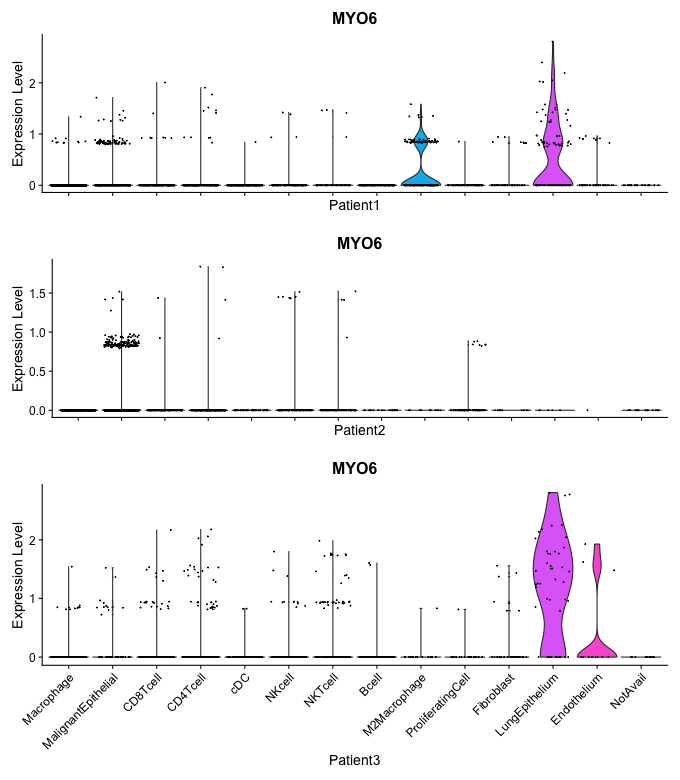 MYO6
Expression Level
2
1
0
Patient1
MYO6
Expression Level
1.5
1.0
0.5
0.0
Patient2
MYO6
Expression Level
2
1
0
Macrophage
MalignantEpithelial
CD8Tcell
CD4Tcell
cDC
NKcell
NKTcell
Bcell
M2Macrophage
ProliferatingCell
Fibroblast
LungEpithelium
Endothelium
NotAvail
Patient3